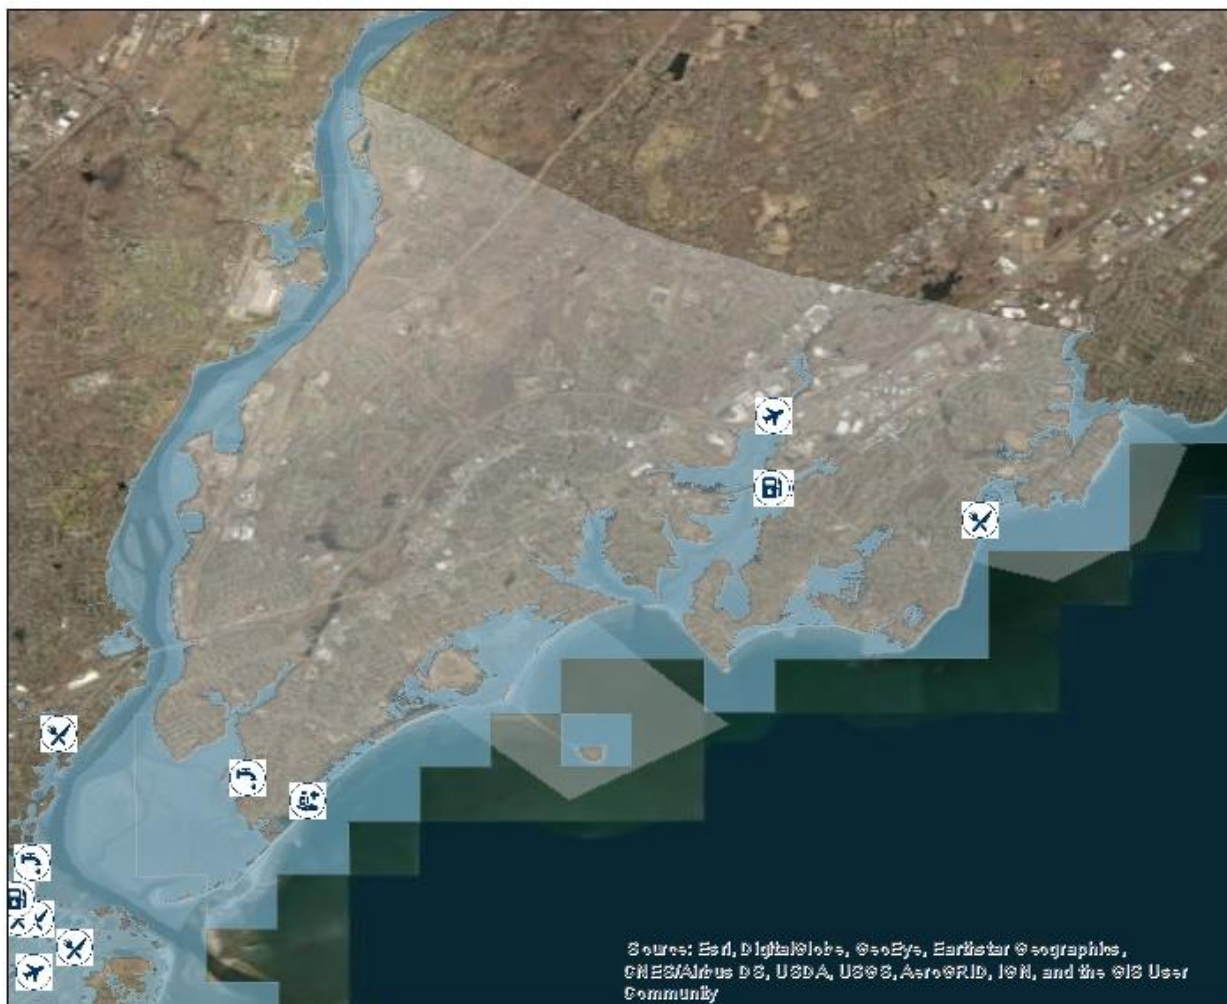 Source: Esri, DigitalGlobe, GeoEye, Earthstar Geographics,
CNES/Airbus DS, USDA, USGS, AeroGRID, IGN, and the GIS User
Community